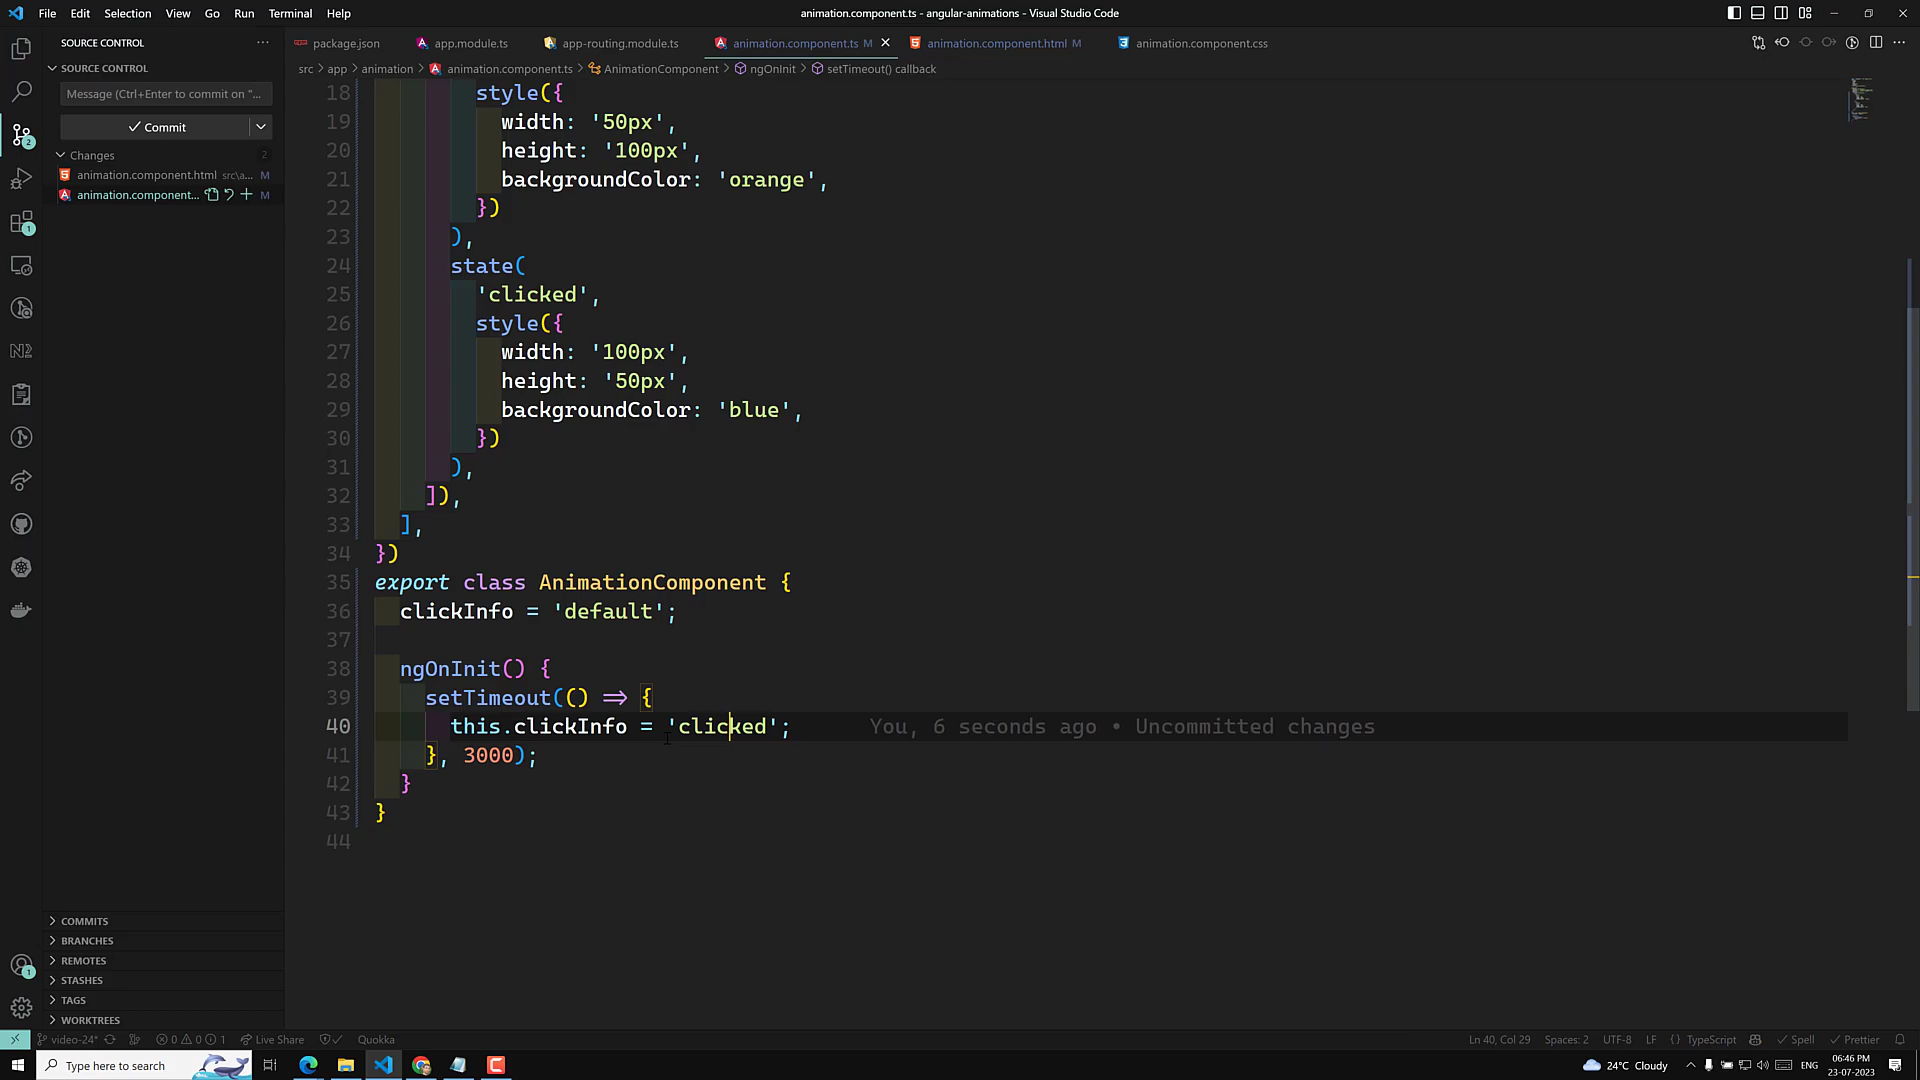 File Edit Selection View Go Run Terminal Help
animation.component.ts - angular-animations - Visual Studio Code
SOURCE CONTROL
package.json
app.module.ts
app-routing.module.ts
animation.component.ts M
animation.component.html M
animation.component.css
SOURCE CONTROL
src > app > animation > animation.component.ts > AnimationComponent > ngOnInit > setTimeout() callback
Message (Ctrl+Enter to commit on "...
Commit
Changes 2
animation.component.html src\a... M
animation.component... M
18 style({
19 width: '50px',
20 height: '100px',
21 backgroundColor: 'orange',
22 })
23 ),
24 state(
25 'clicked',
26 style({
27 width: '100px',
28 height: '50px',
29 backgroundColor: 'blue',
30 })
31 ),
32 ]),
33 ],
34 })
35 export class AnimationComponent {
36 clickInfo = 'default';
37
38 ngOnInit() {
39 setTimeout(() => {
40 this.clickInfo = 'clicked'; You, 6 seconds ago • Uncommitted changes
41 }, 3000);
42 }
43 }
44
COMMITS
BRANCHES
REMOTES
STASHES
TAGS
WORKTREES
video-24* 0 0 1 Live Share Quokka
Ln 40, Col 29 Spaces: 2 UTF-8 LF { } TypeScript Spell Prettier
Type here to search
24°C Cloudy ENG
06:46 PM
23-07-2023